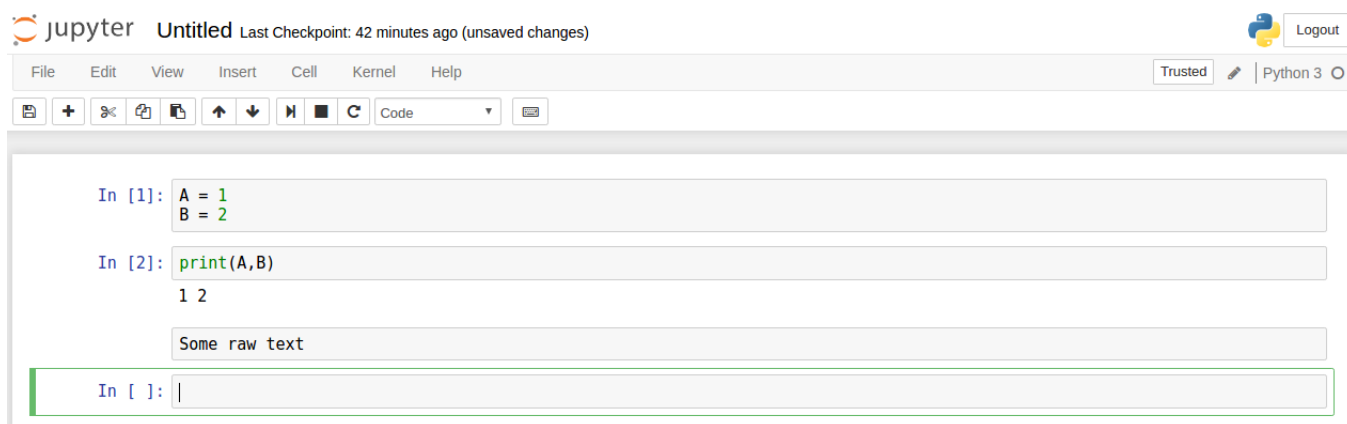 jupyter Untitled Last Checkpoint: 42 minutes ago (unsaved changes) Logout
File Edit View Insert Cell Kernel Help Trusted Python 3
Code
In [1]: A = 1
B = 2
In [2]: print(A,B)
1 2
Some raw text
In [ ]: